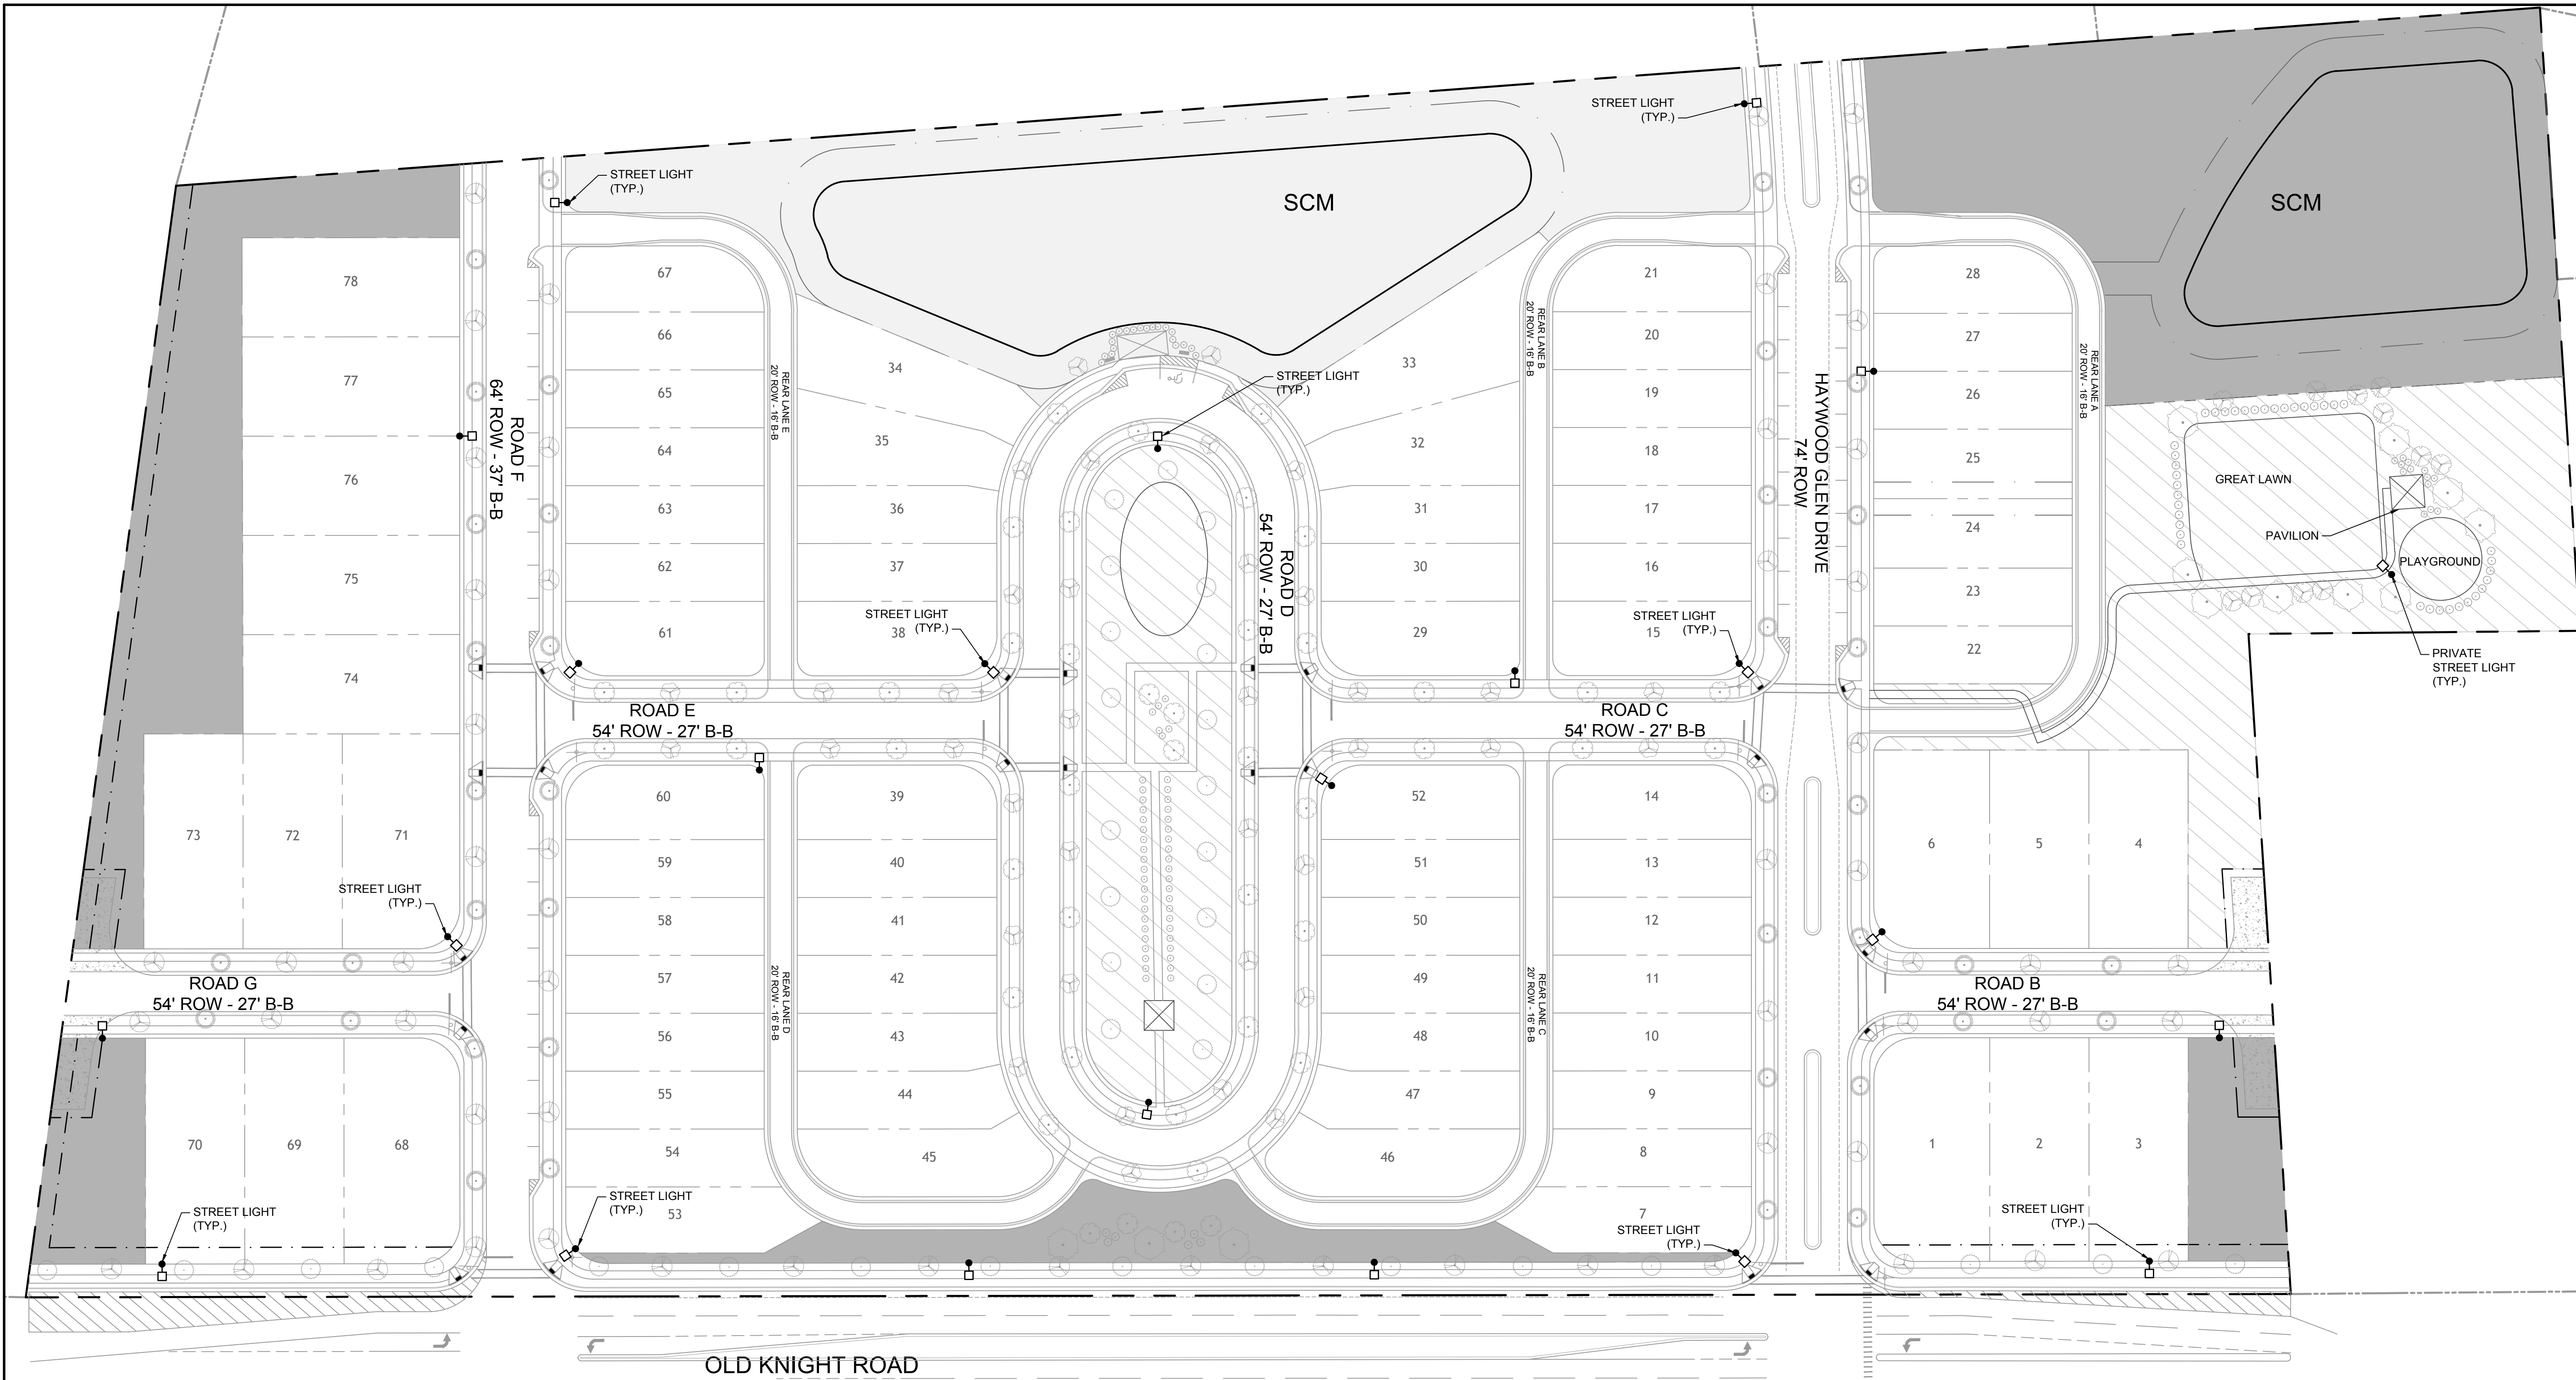 STREET LIGHT
(TYP.)
STREET LIGHT
(TYP.)
SCM
SCM
78
67
21
28
66
20
27
77
34
33
65
19
26
REAR LANE E
20' ROW - 16' B-B
REAR LANE B
20' ROW - 16' B-B
REAR LANE A
20' ROW - 16' B-B
STREET LIGHT
(TYP.)
ROAD F
64' ROW - 37' B-B
HAYWOOD GLEN DRIVE
74' ROW
64
35
32
18
25
76
GREAT LAWN
63
36
31
17
24
PAVILION
PLAYGROUND
ROAD D
54' ROW - 27' B-B
75
62
37
30
16
23
STREET LIGHT
(TYP.)
STREET LIGHT
(TYP.)
61
38
29
15
22
74
PRIVATE
STREET LIGHT
(TYP.)
ROAD E
54' ROW - 27' B-B
ROAD C
54' ROW - 27' B-B
60
39
52
14
73
72
71
6
5
4
59
40
51
13
STREET LIGHT
(TYP.)
58
41
50
12
57
42
49
11
ROAD G
54' ROW - 27' B-B
REAR LANE D
20' ROW - 16' B-B
REAR LANE C
20' ROW - 16' B-B
ROAD B
54' ROW - 27' B-B
56
43
48
10
55
44
47
9
70
69
68
54
45
46
8
1
2
3
STREET LIGHT
(TYP.)
STREET LIGHT
(TYP.)
53
7
STREET LIGHT
(TYP.)
STREET LIGHT
(TYP.)
OLD KNIGHT ROAD